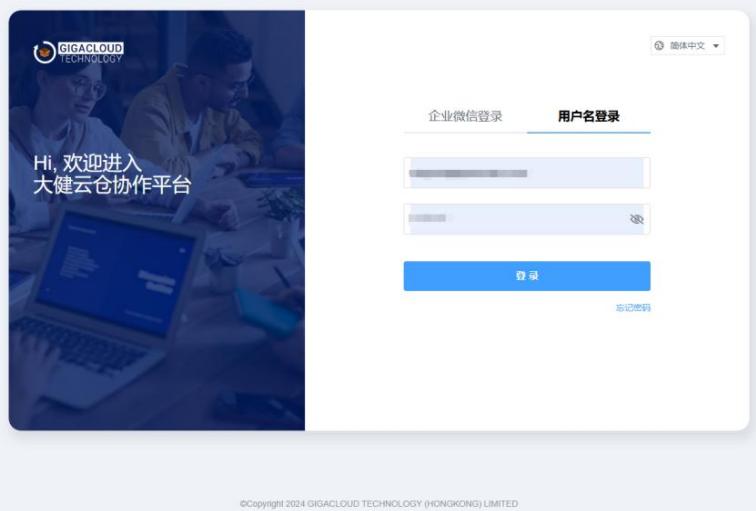 GIGACLOUD
TECHNOLOGY
简体中文
企业微信登录
用户名登录
Hi, 欢迎进入
大健云仓协作平台
登 录
忘记密码
©Copyright 2024 GIGACLOUD TECHNOLOGY (HONGKONG) LIMITED